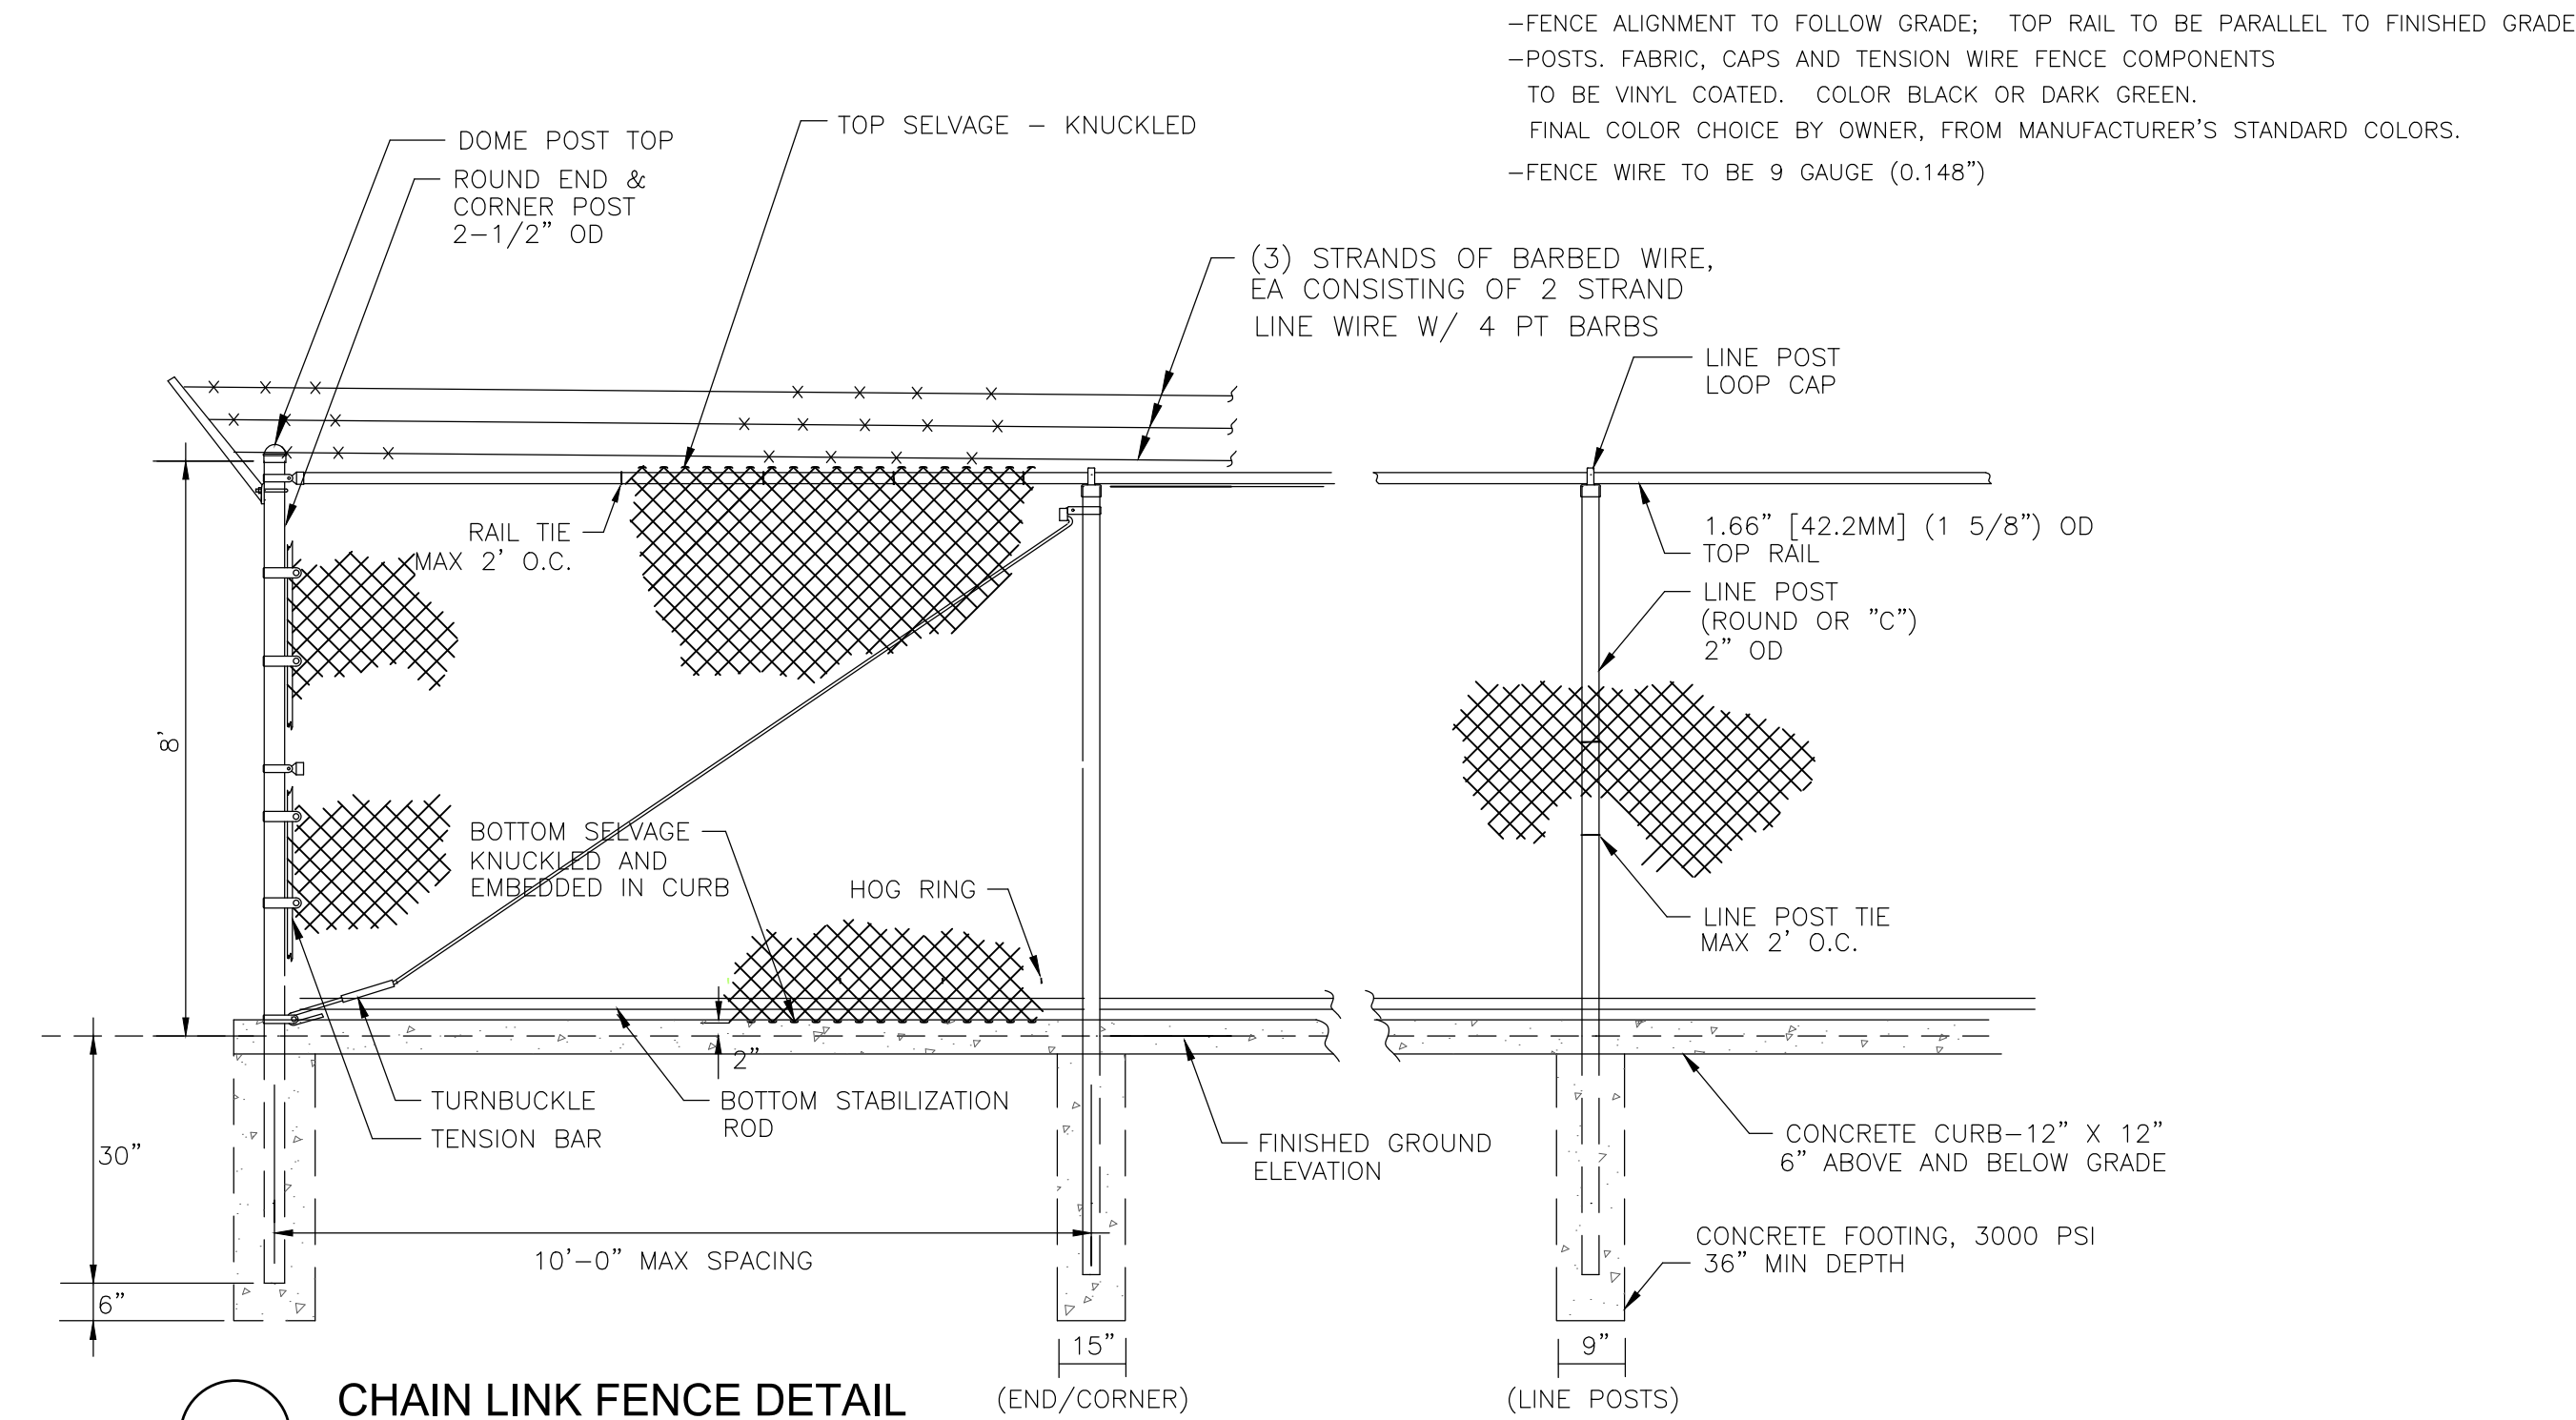 –FENCE ALIGNMENT TO FOLLOW GRADE; TOP RAIL TO BE PARALLEL TO FINISHED GRADE
–POSTS. FABRIC, CAPS AND TENSION WIRE FENCE COMPONENTS
TO BE VINYL COATED. COLOR BLACK OR DARK GREEN.
FINAL COLOR CHOICE BY OWNER, FROM MANUFACTURER'S STANDARD COLORS.
–FENCE WIRE TO BE 9 GAUGE (0.148")
DOME POST TOP
ROUND END &
CORNER POST
2–1/2" OD
TOP SELVAGE – KNUCKLED
(3) STRANDS OF BARBED WIRE,
EA CONSISTING OF 2 STRAND
LINE WIRE W/ 4 PT BARBS
LINE POST
LOOP CAP
RAIL TIE
MAX 2' O.C.
1.66" [42.2MM] (1 5/8") OD
TOP RAIL
LINE POST
(ROUND OR "C")
2" OD
8'
BOTTOM SELVAGE
KNUCKLED AND
EMBEDDED IN CURB
HOG RING
LINE POST TIE
MAX 2' O.C.
2"
TURNBUCKLE
TENSION BAR
BOTTOM STABILIZATION
ROD
FINISHED GROUND
ELEVATION
CONCRETE CURB–12" X 12"
6" ABOVE AND BELOW GRADE
30"
10'–0" MAX SPACING
CONCRETE FOOTING, 3000 PSI
36" MIN DEPTH
6"
15"
(END/CORNER)
9"
(LINE POSTS)
CHAIN LINK FENCE DETAIL